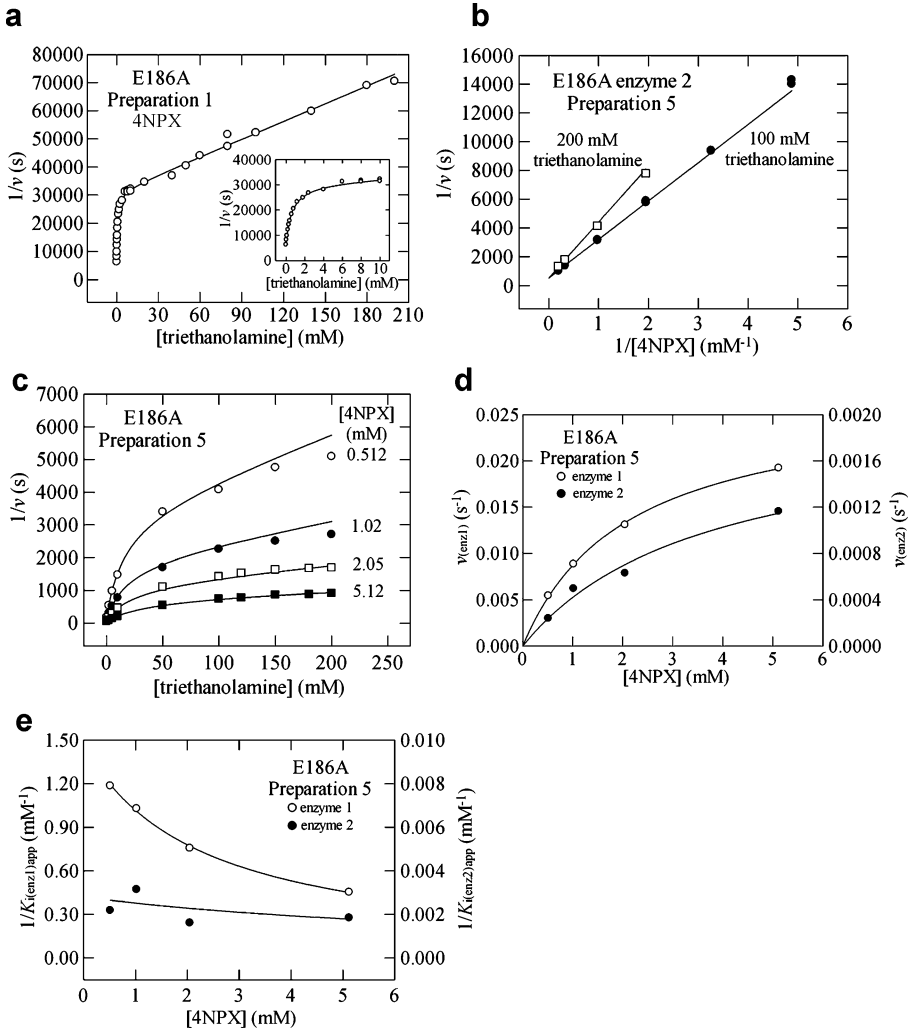 a
E186A
Preparation 1
4NPX
1/v (s)
80000
70000
60000
50000
40000
30000
20000
10000
0
0 30 60 90 120 150 180 210
[triethanolamine] (mM)
1/v (s)
40000
30000
20000
10000
0
0 2 4 6 8 10
[triethanolamine] (mM)
b
E186A enzyme 2
Preparation 5
200 mM
triethanolamine
100 mM
triethanolamine
1/v (s)
16000
14000
12000
10000
8000
6000
4000
2000
0
0 1 2 3 4 5 6
1/[4NPX] (mM-1)
c
E186A
Preparation 5
[4NPX]
(mM)
0.512
1.02
2.05
5.12
1/v (s)
7000
6000
5000
4000
3000
2000
1000
0
0 50 100 150 200 250
[triethanolamine] (mM)
d
E186A
Preparation 5
enzyme 1
enzyme 2
v(enz1) (s-1)
0.025
0.020
0.015
0.010
0.005
0.000
0 1 2 3 4 5 6
[4NPX] (mM)
0.0020
0.0016
0.0012
0.0008
0.0004
0.0000
v(enz2) (s-1)
e
E186A
Preparation 5
enzyme 1
enzyme 2
1/Ki(enz1)app (mM-1)
1.50
1.20
0.90
0.60
0.30
0.00
0 1 2 3 4 5 6
[4NPX] (mM)
0.010
0.008
0.006
0.004
0.002
0.000
1/Ki(enz2)app (mM-1)